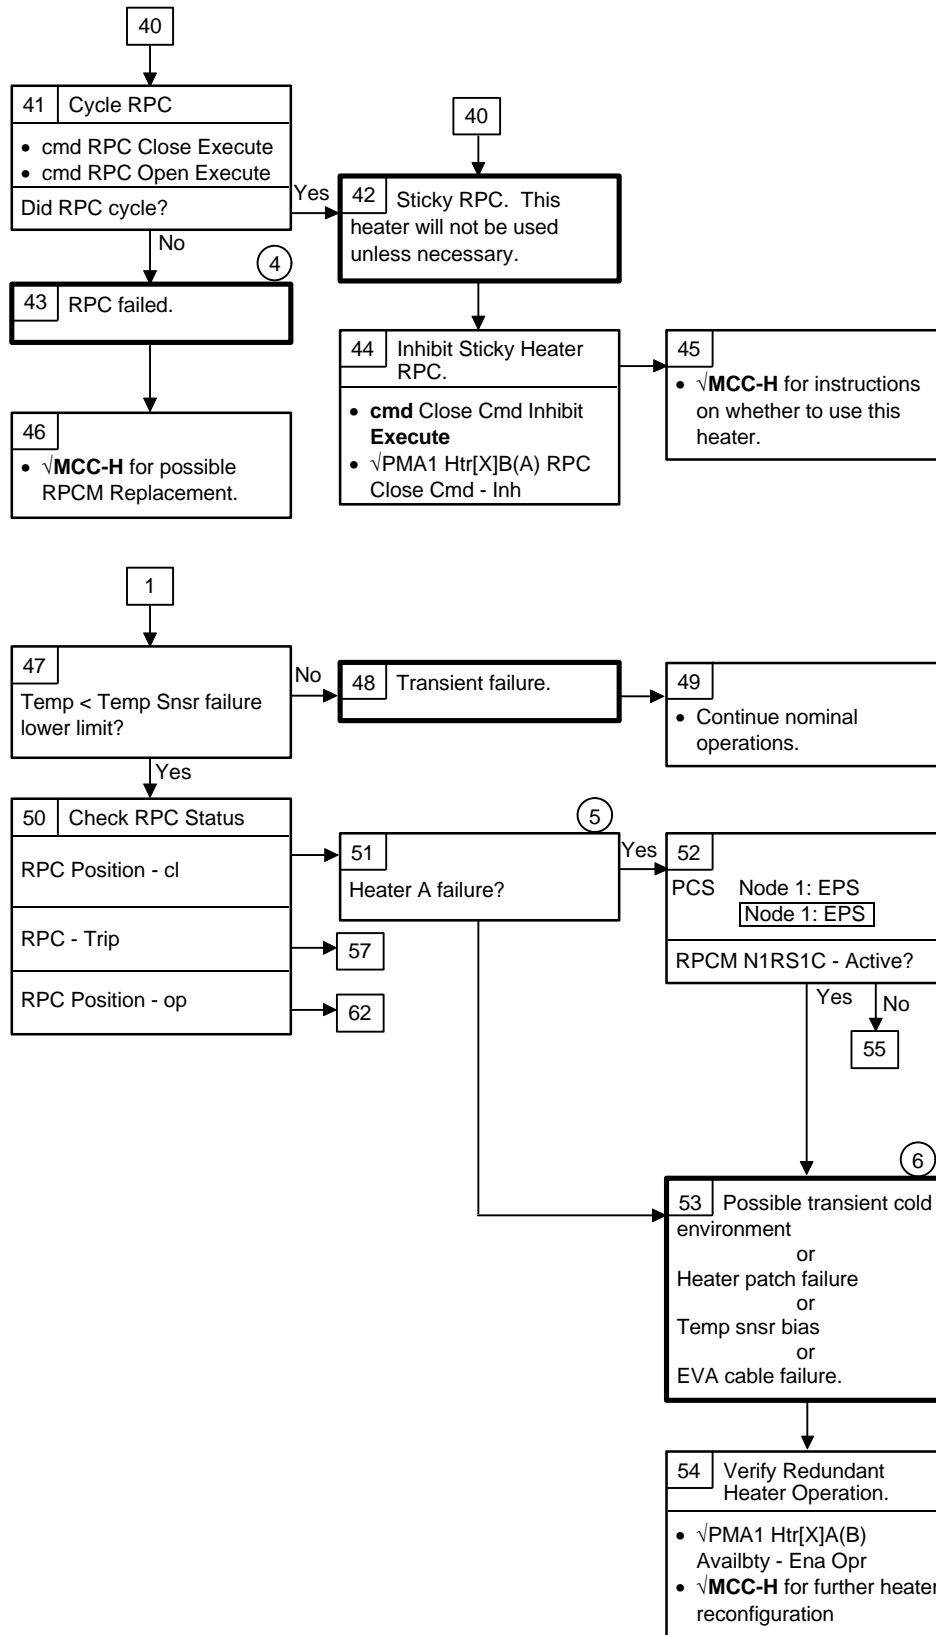 40
41 Cycle RPC
• cmd RPC Close Execute
• cmd RPC Open Execute
Did RPC cycle?
Yes
No
40
42 Sticky RPC. This
heater will not be used
unless necessary.
4
43 RPC failed.
44 Inhibit Sticky Heater
RPC.
• cmd Close Cmd Inhibit
Execute
• √PMA1 Htr[X]B(A) RPC
Close Cmd - Inh
45
• √MCC-H for instructions
on whether to use this
heater.
46
• √MCC-H for possible
RPCM Replacement.
1
47
Temp < Temp Snsr failure
lower limit?
No
Yes
48 Transient failure.
49
• Continue nominal
operations.
50 Check RPC Status
RPC Position - cl
RPC - Trip
57
RPC Position - op
62
5
51
Heater A failure?
Yes
52
PCS Node 1: EPS
Node 1: EPS
RPCM N1RS1C - Active?
Yes
No
55
6
53 Possible transient cold
environment
or
Heater patch failure
or
Temp snsr bias
or
EVA cable failure.
54 Verify Redundant
Heater Operation.
• √PMA1 Htr[X]A(B)
Availbty - Ena Opr
• √MCC-H for further heater
reconfiguration